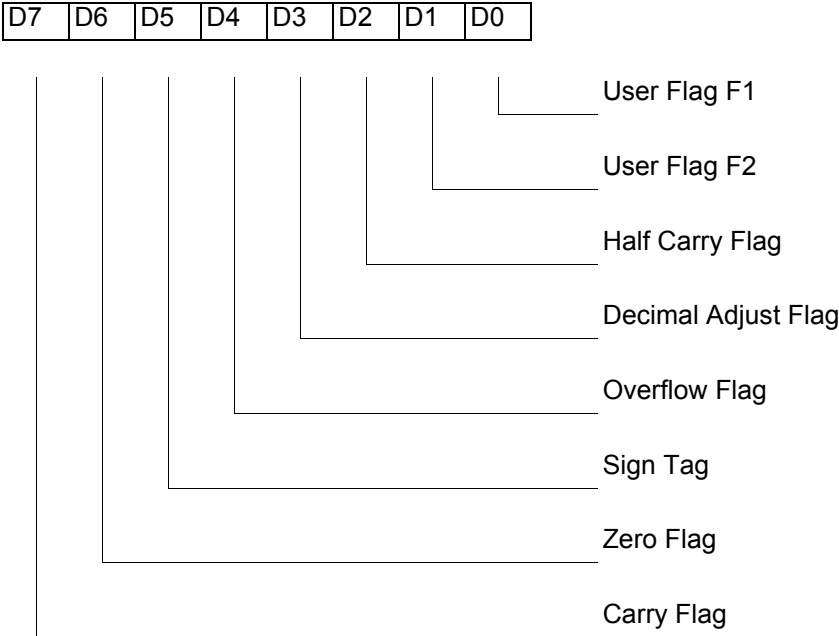 D7 D6 D5 D4 D3 D2 D1 D0
User Flag F1
User Flag F2
Half Carry Flag
Decimal Adjust Flag
Overflow Flag
Sign Tag
Zero Flag
Carry Flag